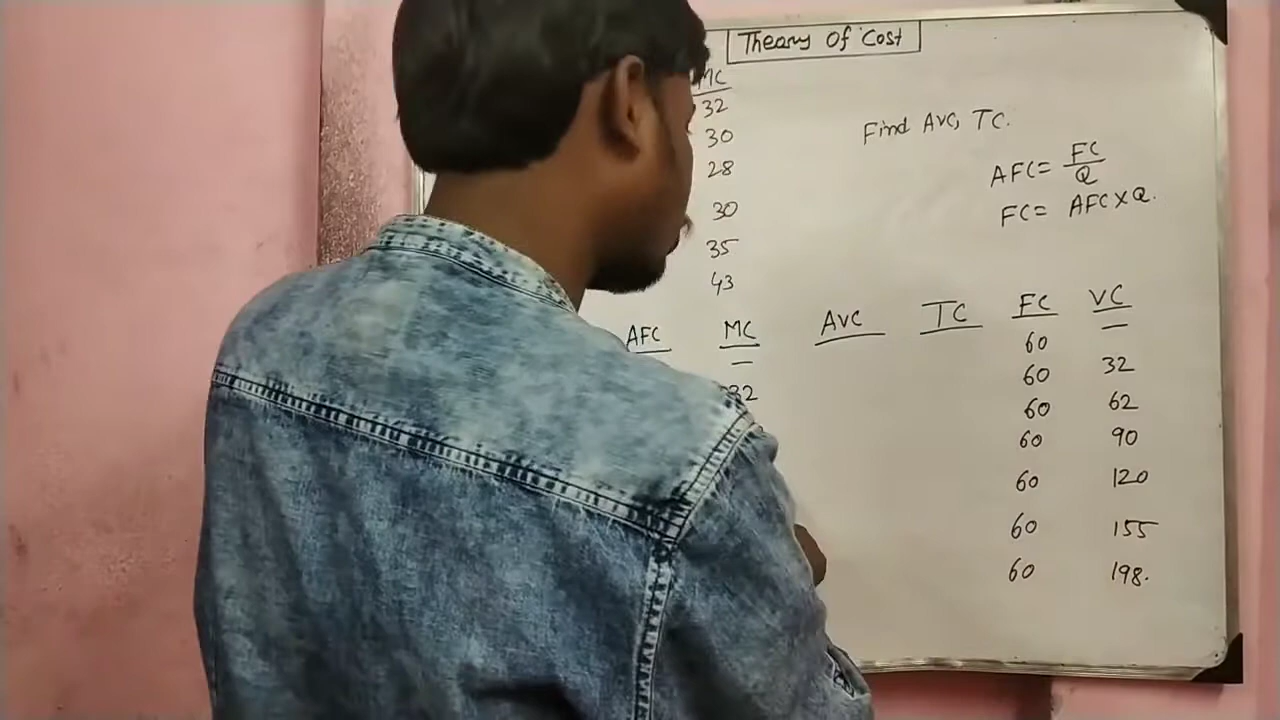 Theory Of Cost
MC
32
Find AVC, TC.
30
AFC = FC/Q
28
FC = AFC x Q.
30
35
43
AFC MC AVC TC FC VC
— 60 —
32 60 32
60 62
60 90
60 120
60 155
60 198.